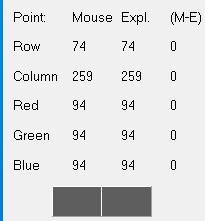 Point: Mouse Expl. (M-E)
Row 74 74 0
Column 259 259 0
Red 94 94 0
Green 94 94 0
Blue 94 94 0